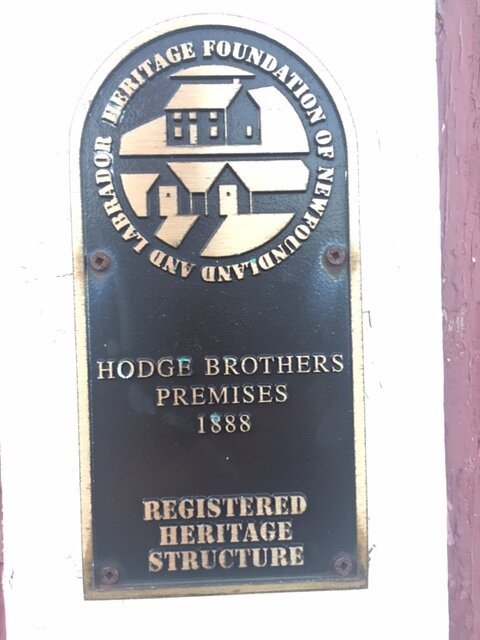 HERITAGE FOUNDATION OF NEWFOUNDLAND AND LABRADOR
HODGE BROTHERS
PREMISES
1888
REGISTERED
HERITAGE
STRUCTURE